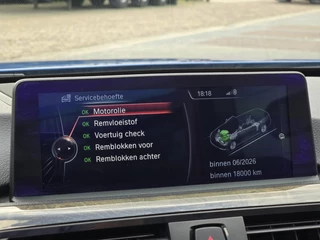 Servicebehoefte
18:18
OK Motorolie
OK Remvloeistof
OK Voertuig check
OK Remblokken voor
OK Remblokken achter
binnen 06/2026
binnen 18000 km